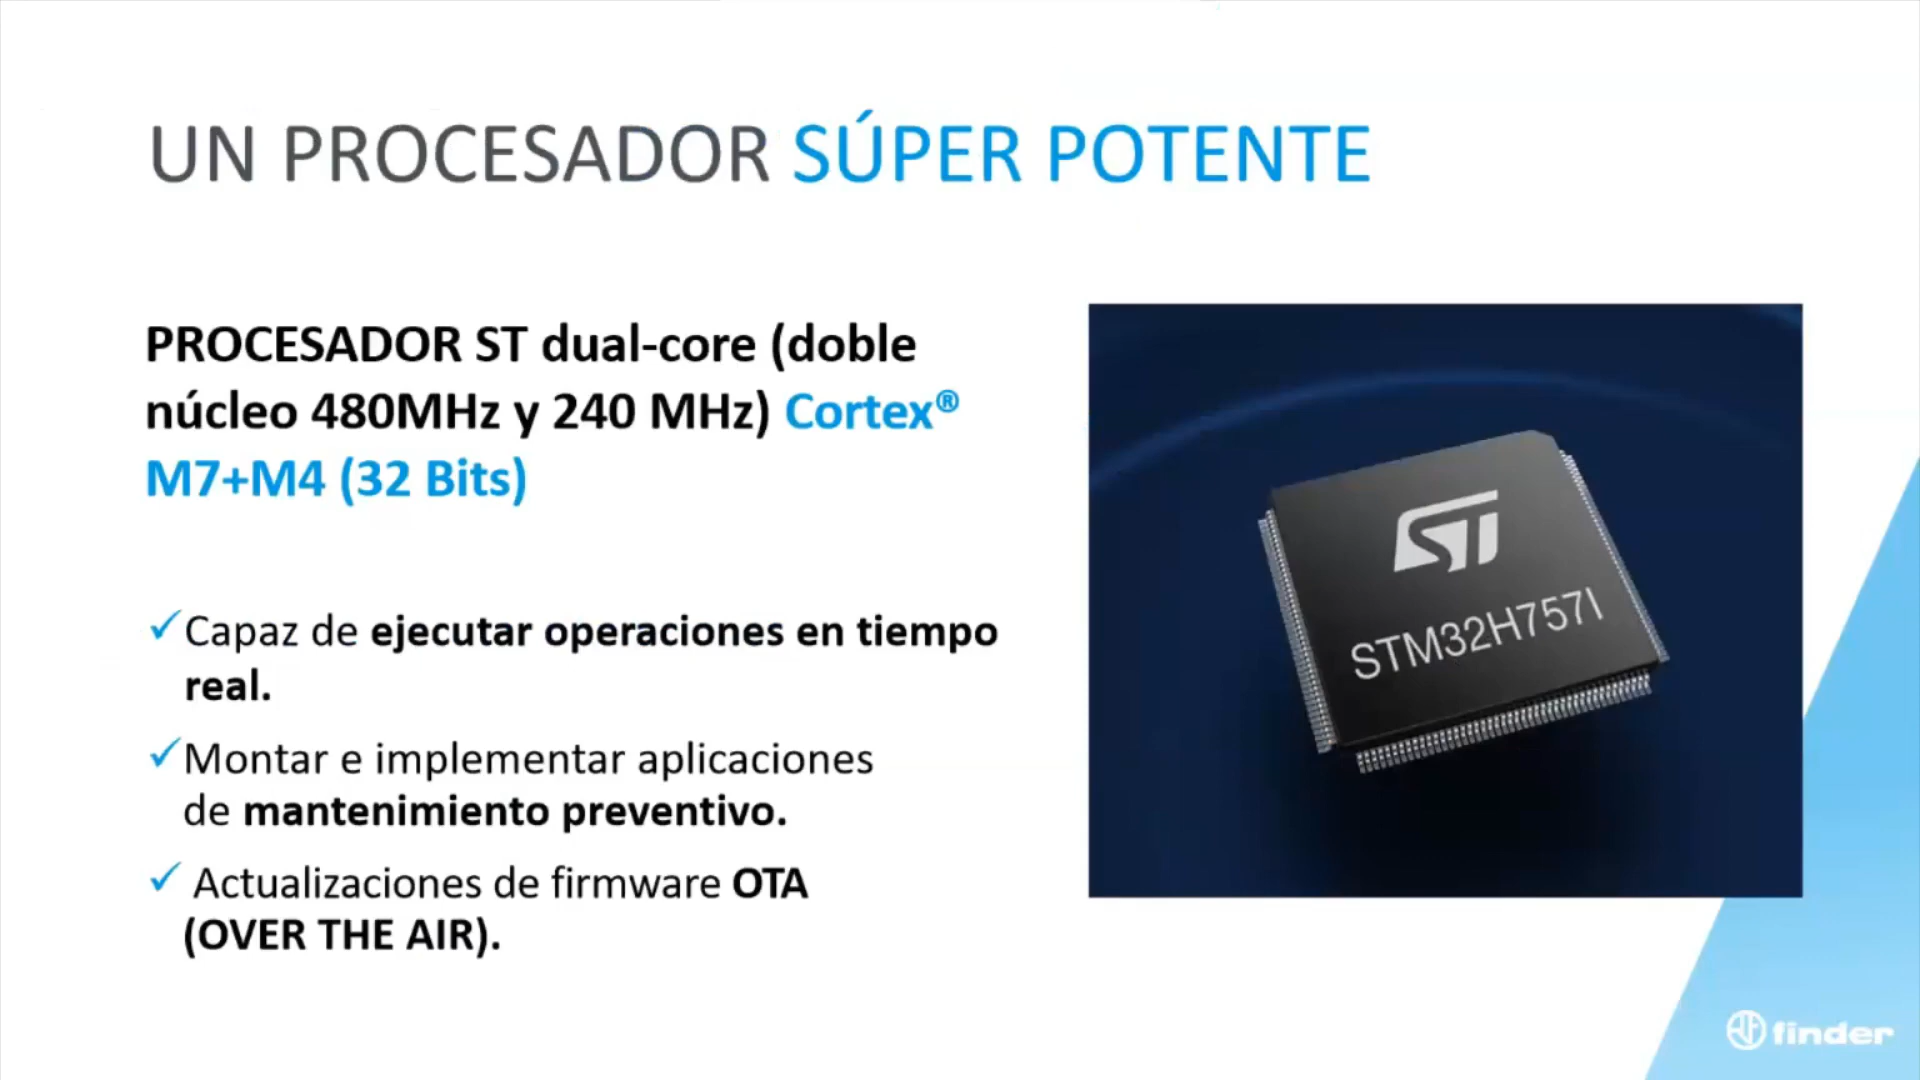 UN PROCESADOR SÚPER POTENTE
PROCESADOR ST dual-core (doble
núcleo 480MHz y 240 MHz) Cortex®
M7+M4 (32 Bits)
✓Capaz de ejecutar operaciones en tiempo
real.
✓Montar e implementar aplicaciones
de mantenimiento preventivo.
✓ Actualizaciones de firmware OTA
(OVER THE AIR).
ST
STM32H757I
finder